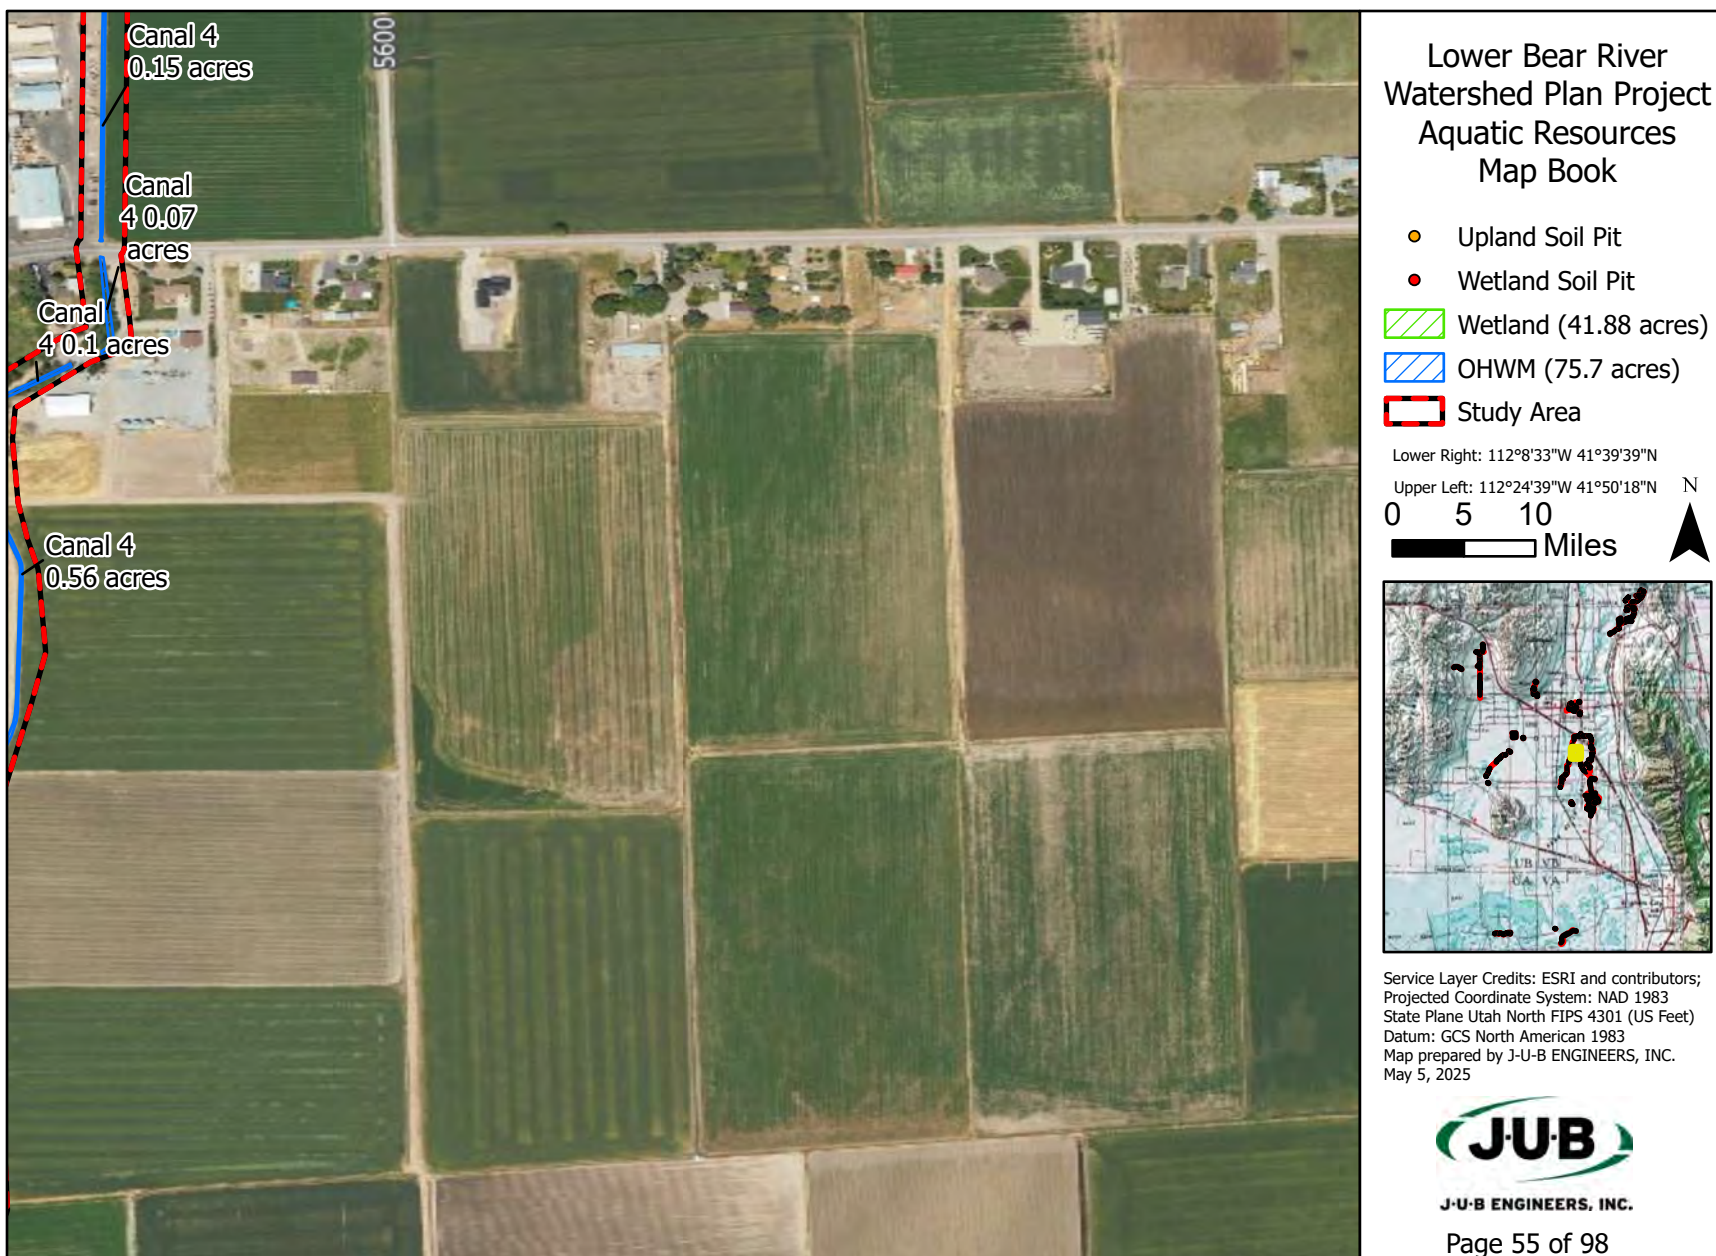 Canal 4
0.15 acres
5600
Canal
4 0.07
acres
Canal
4 0.1 acres
Canal 4
0.56 acres
Lower Bear River
Watershed Plan Project
Aquatic Resources
Map Book
Upland Soil Pit
Wetland Soil Pit
Wetland (41.88 acres)
OHWM (75.7 acres)
Study Area
Lower Right: 112°8'33"W 41°39'39"N
Upper Left: 112°24'39"W 41°50'18"N
N
0 5 10
Miles
Service Layer Credits: ESRI and contributors;
Projected Coordinate System: NAD 1983
State Plane Utah North FIPS 4301 (US Feet)
Datum: GCS North American 1983
Map prepared by J-U-B ENGINEERS, INC.
May 5, 2025
J·U·B
J·U·B ENGINEERS, INC.
Page 55 of 98